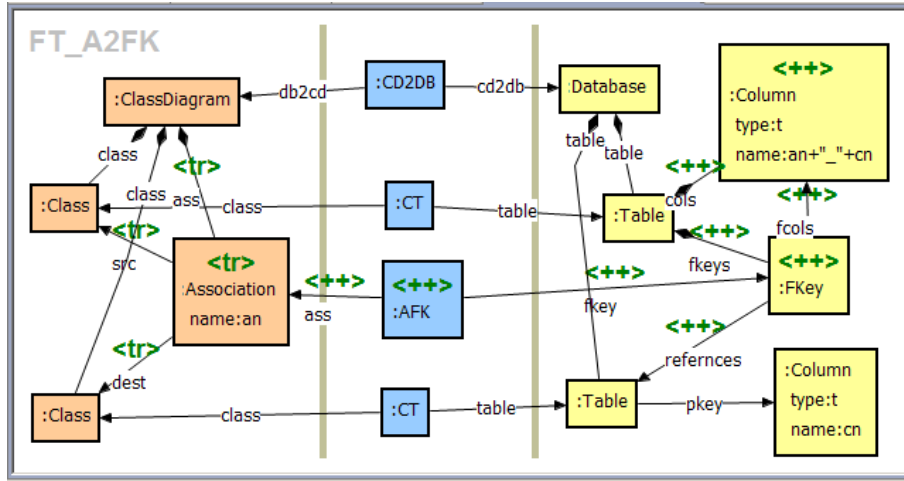 FT_A2FK
<++>
:ClassDiagram
db2cd
:CD2DB
cd2db
:Database
:Column
type:t
name:an+"_"+cn
class
<tr>
table
table
<++>
class
:Class
ass
class
:CT
table
:Table
cols
<++>
<tr>
<++>
fcols
src
<tr>
:Association
name:an
<++>
ass
<++>
:AFK
<++>
fkey
fkeys
<++>
:FKey
<tr>
dest
<++>
refernces
:Class
class
:CT
table
:Table
pkey
:Column
type:t
name:cn